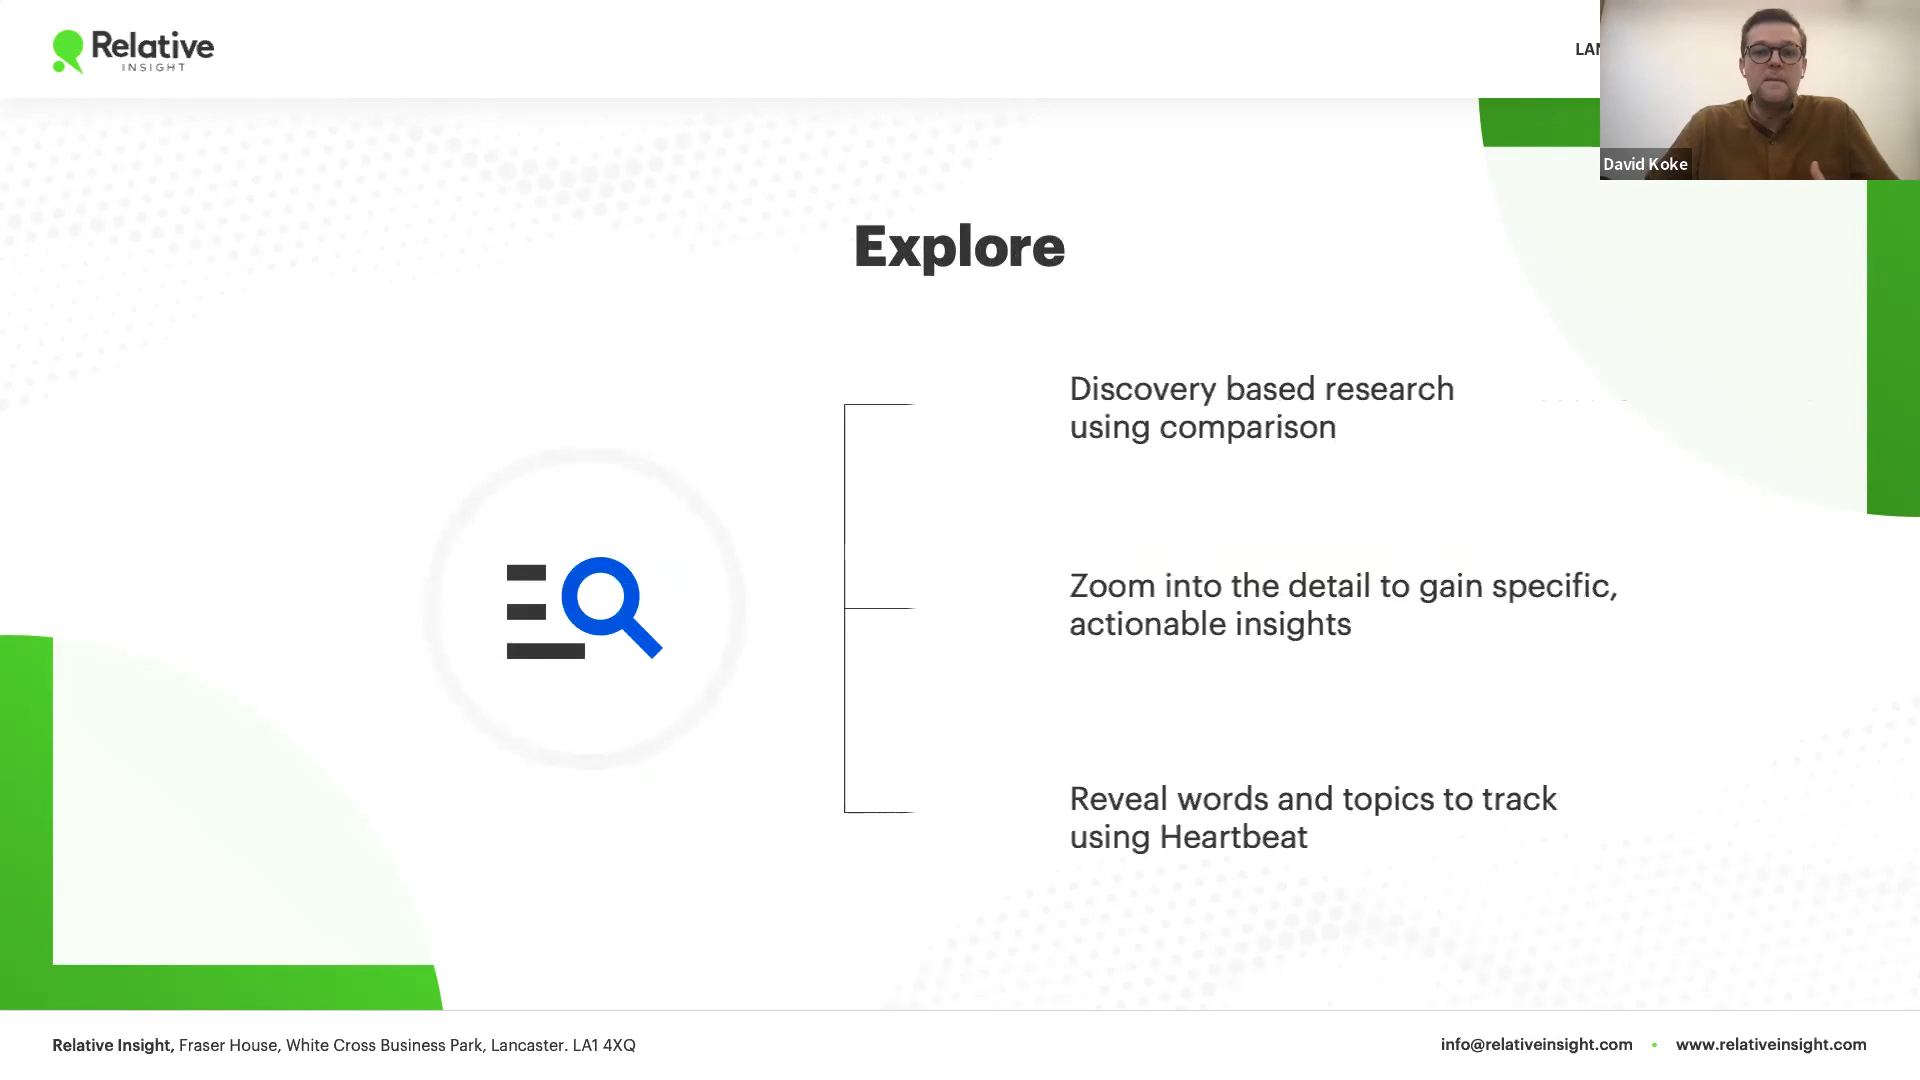 Relative
INSIGHT
David Koke
Explore
Discovery based research
using comparison
Zoom into the detail to gain specific,
actionable insights
Reveal words and topics to track
using Heartbeat
Relative Insight, Fraser House, White Cross Business Park, Lancaster. LA1 4XQ
info@relativeinsight.com • www.relativeinsight.com